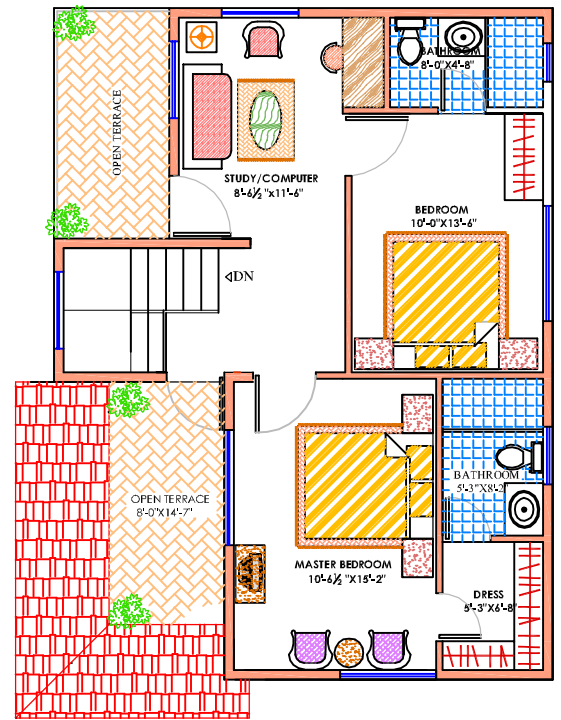 BATHROOM
8'-0"X4'-8"
OPEN TERRACE
STUDY/COMPUTER
8'-6½ "x11'-6"
BEDROOM
10'-0"X13'-6"
DN
OPEN TERRACE
8'-0"X14'-7"
BATHROOM
5'-3"X8'-2"
MASTER BEDROOM
10'-6½ "X15'-2"
DRESS
5'-3"X6'-8"